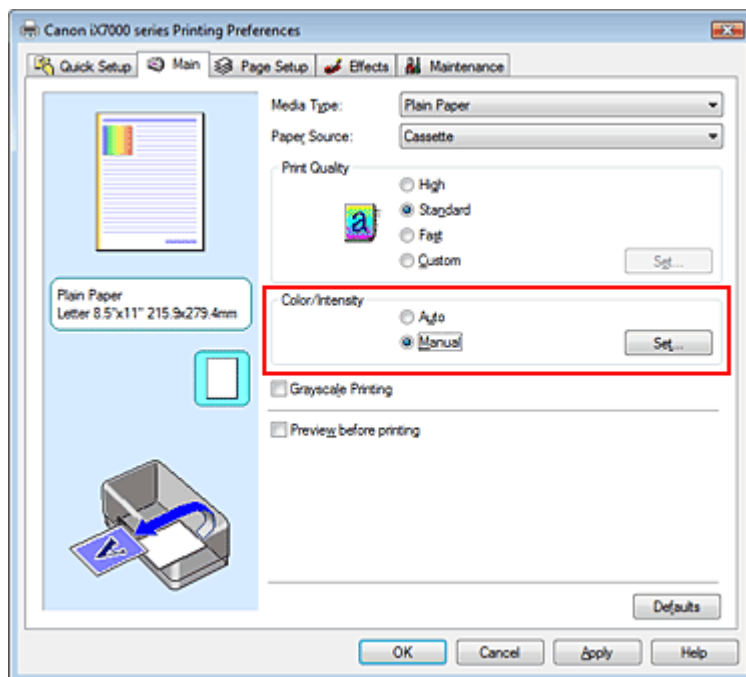 Canon iX7000 series Printing Preferences
Quick Setup Main Page Setup Effects Maintenance
Media Type: Plain Paper
Paper Source: Cassette
Print Quality
High
a Standard
Fast
Custom Set...
Plain Paper
Letter 8.5"x11" 215.9x279.4mm
Color/Intensity
Auto
Manual Set...
Grayscale Printing
Preview before printing
Defaults
OK Cancel Apply Help